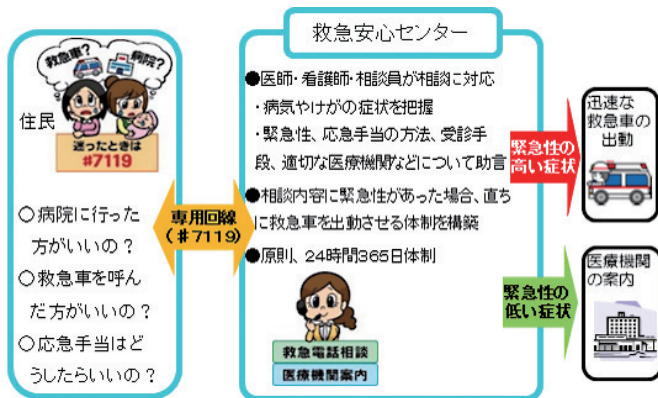 救急車?
病院?
住民
迷ったときは
#7119
○病院に行った
方がいいの？
○救急車を呼ん
だ方がいいの？
○応急手当はど
うしたらいいの？
専用回線
(＃7119)
救急安心センター
●医師・看護師・相談員が相談に対応
・病気やけがの症状を把握
・緊急性、応急手当の方法、受診手
段、適切な医療機関などについて助言
●相談内容に緊急性があった場合、直ち
に救急車を出動させる体制を構築
●原則、24時間365日体制
救急電話相談
医療機関案内
緊急性の
高い症状
迅速な
救急車の
出動
緊急性の
低い症状
医療機関
の案内